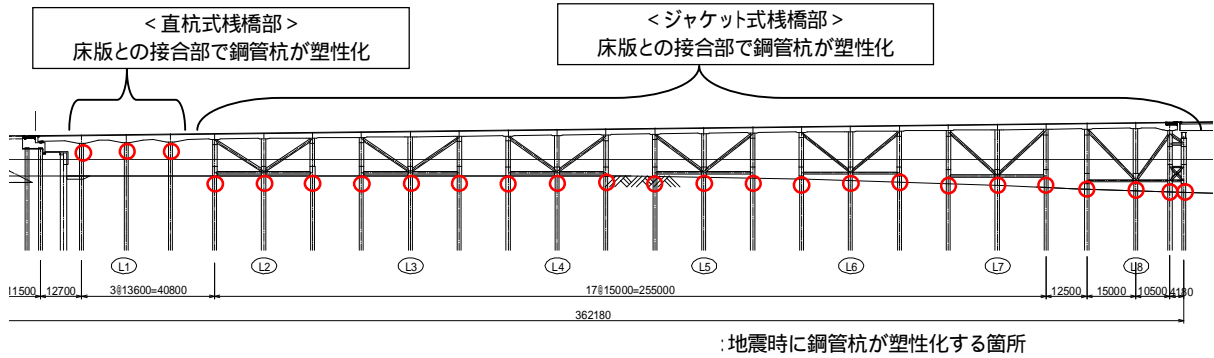 <直杭式桟橋部>
床版との接合部で鋼管杭が塑性化
<ジャケット式桟橋部>
床版との接合部で鋼管杭が塑性化
L1
L2
L3
L4
L5
L6
L7
L8
11500
12700
3@13600=40800
17@15000=255000
12500
15000
10500
4180
362180
:地震時に鋼管杭が塑性化する箇所